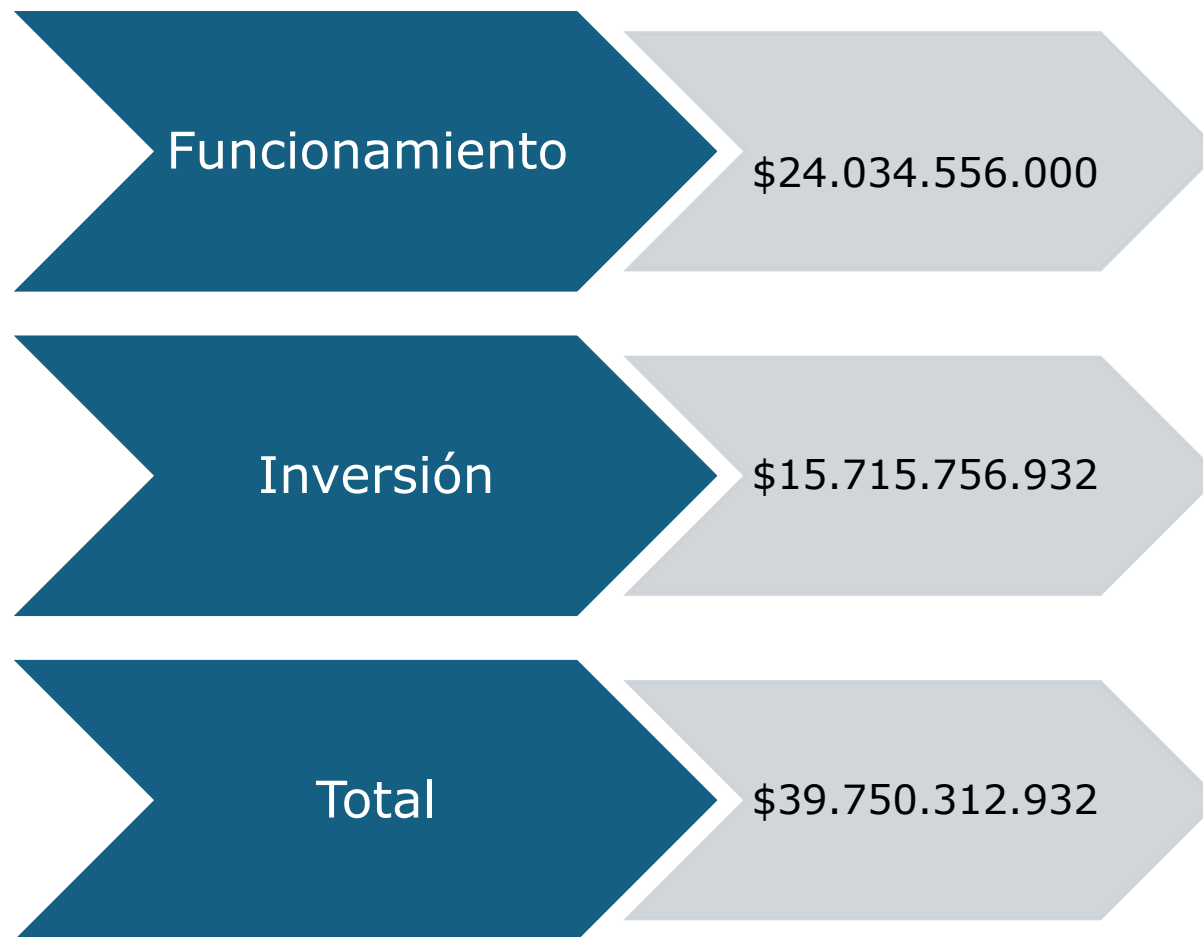 Funcionamiento
$24.034.556.000
Inversión
$15.715.756.932
Total
$39.750.312.932